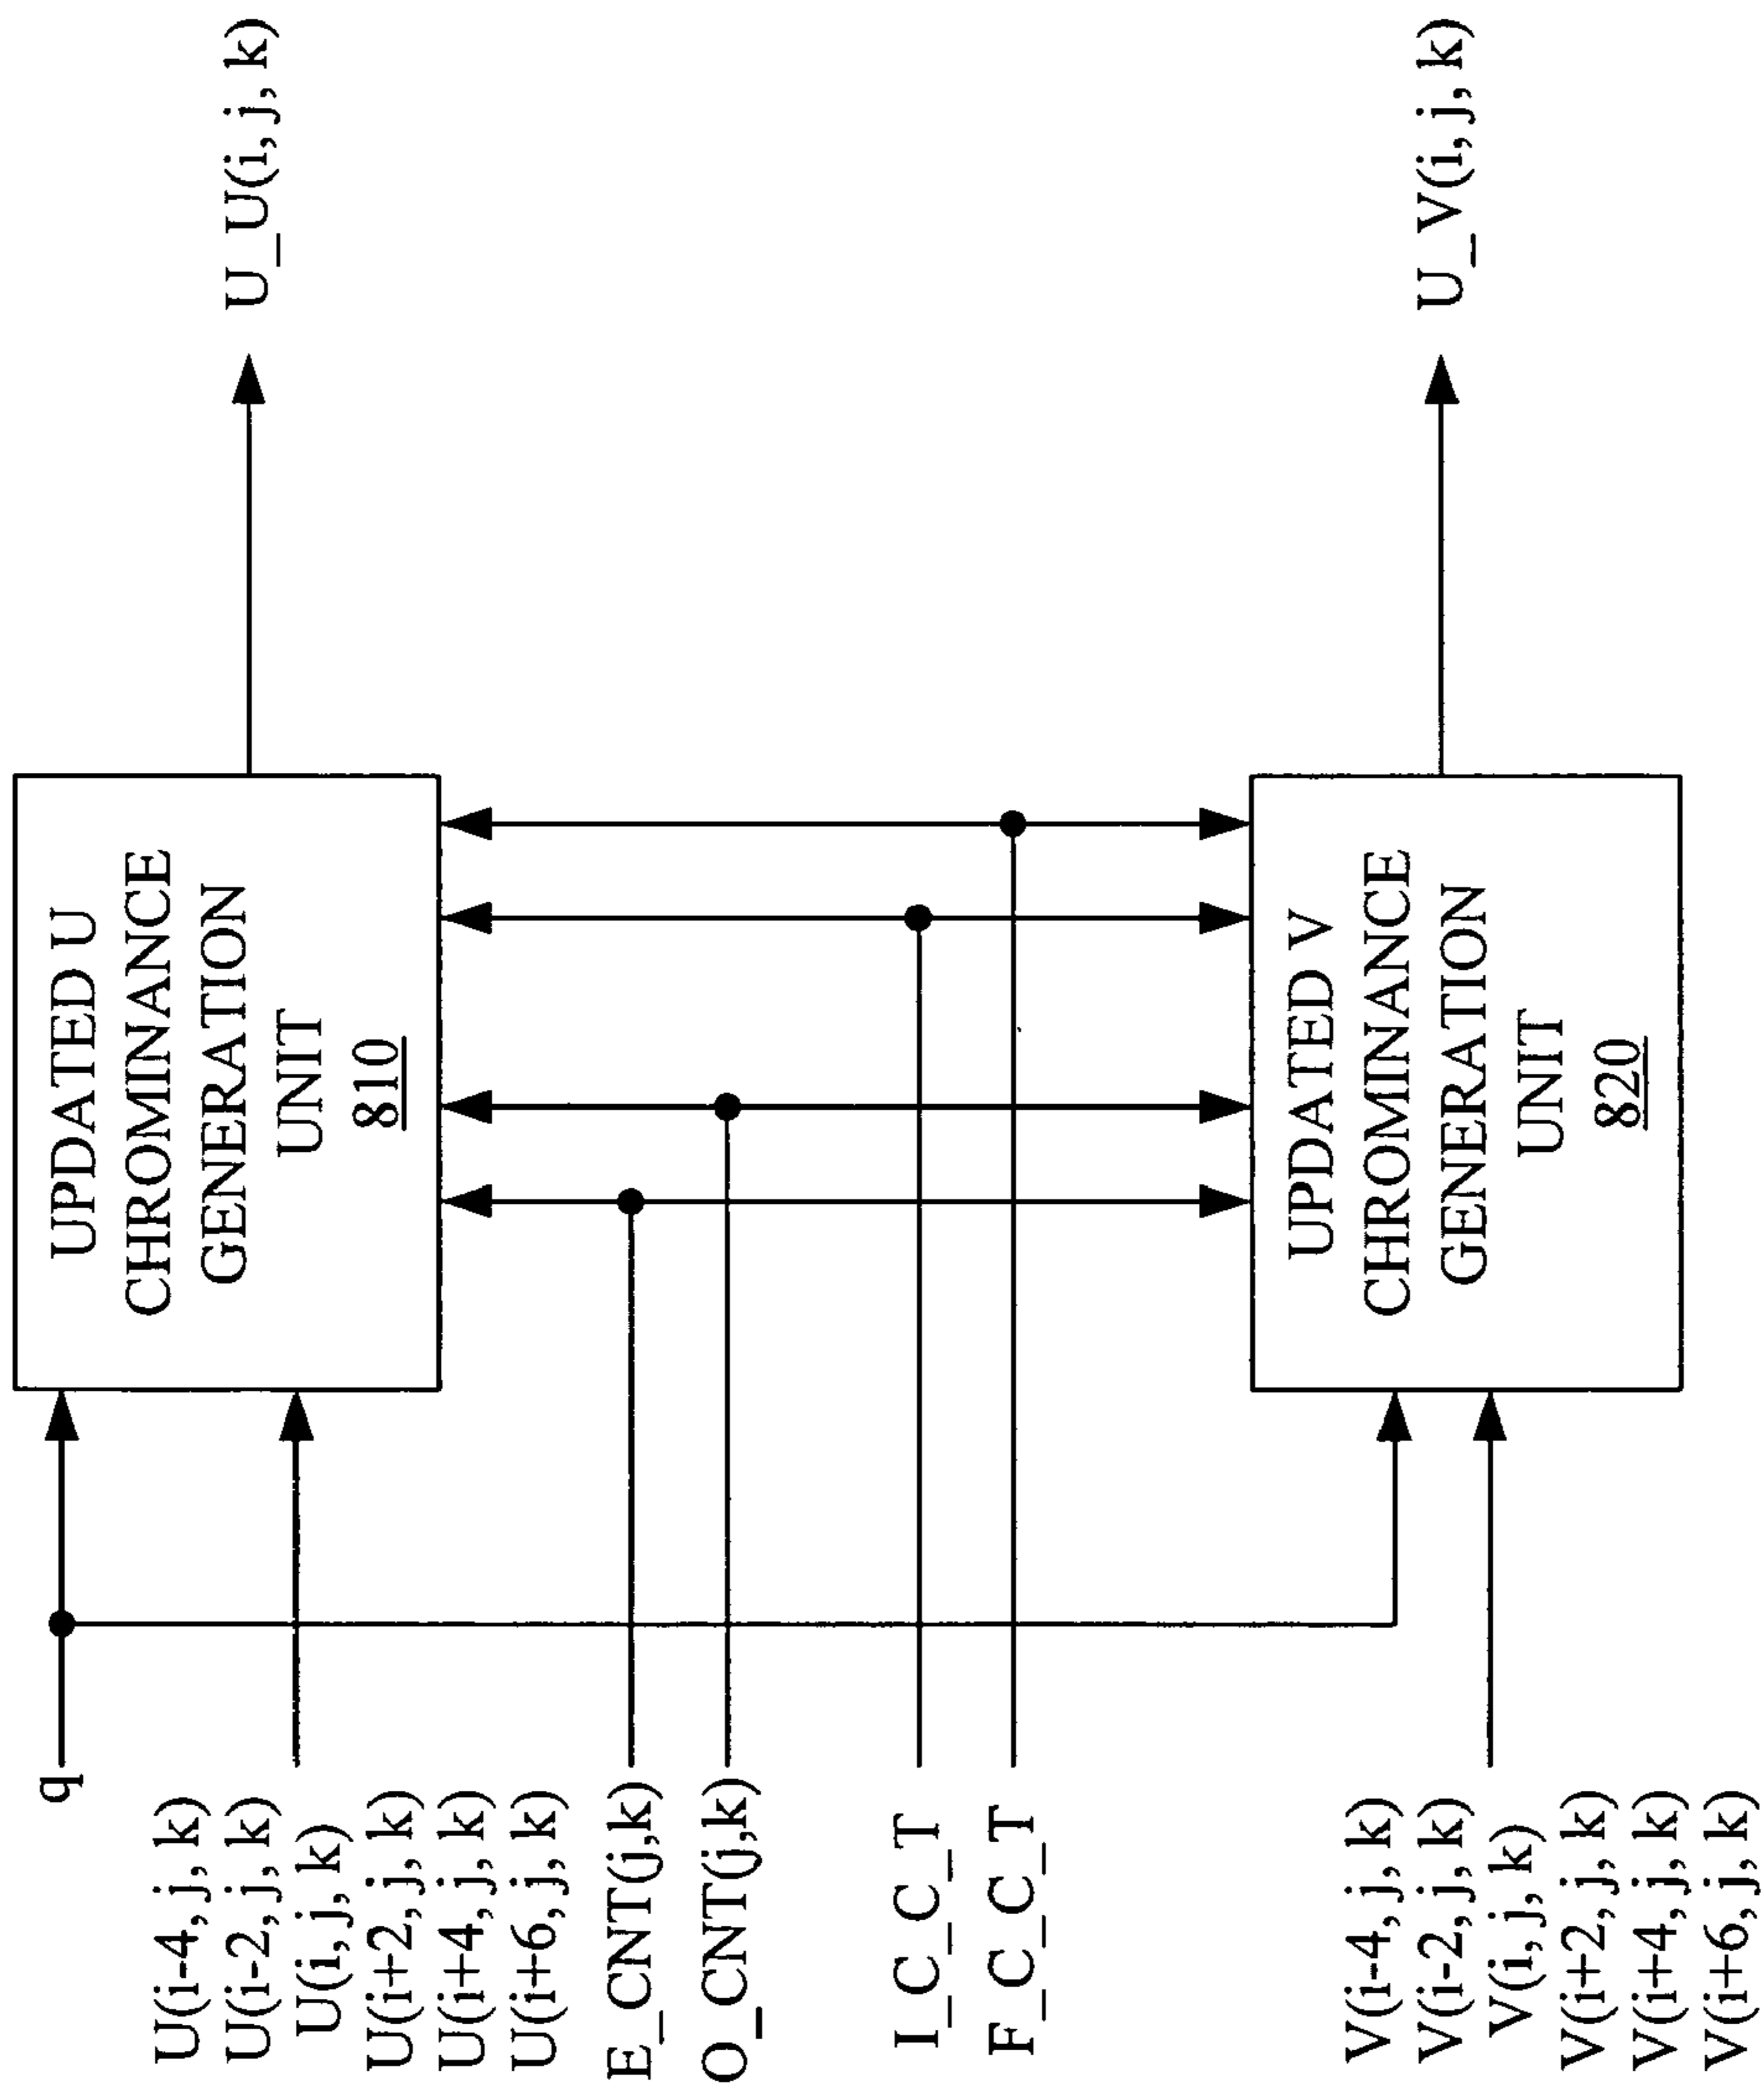 q
U(i-4, j, k)
U(i-2, j, k)
U(i, j, k)
U(i+2, j, k)
U(i+4, j, k)
U(i+6, j, k)
E_CNT(j,k)
O_CNT(j,k)
I_C_C_T
F_C_C_T
V(i-4, j, k)
V(i-2, j, k)
V(i, j, k)
V(i+2, j, k)
V(i+4, j, k)
V(i+6, j, k)
UPDATED U
CHROMINANCE
GENERATION
UNIT
810
UPDATED V
CHROMINANCE
GENERATION
UNIT
820
U_U(i, j, k)
U_V(i, j, k)